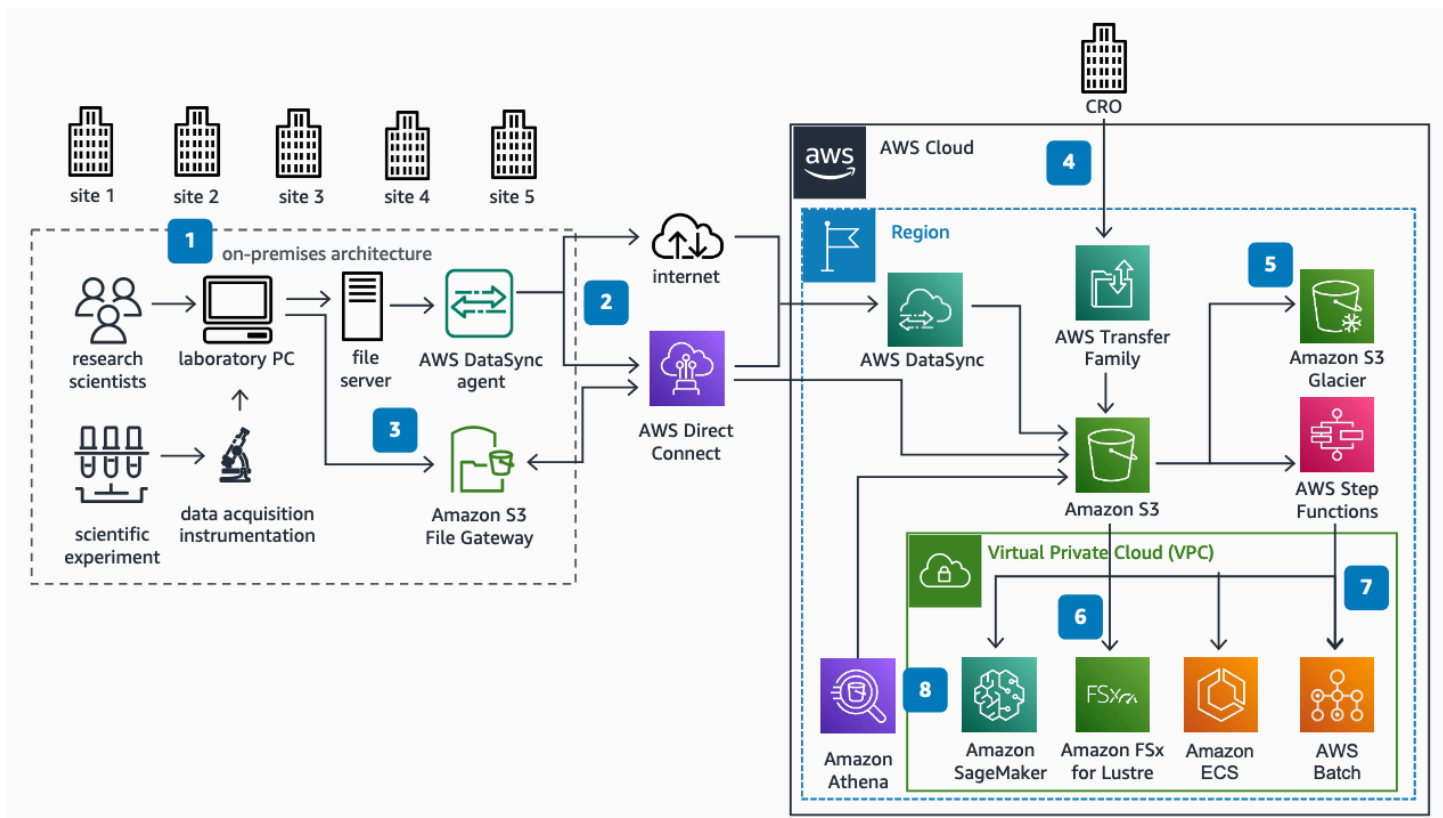 CRO
site 1
site 2
site 3
site 4
site 5
aws
AWS Cloud
4
1
on-premises architecture
Region
internet
2
5
research
scientists
laboratory PC
file
server
AWS DataSync
agent
AWS DataSync
AWS Transfer
Family
Amazon S3
Glacier
3
AWS Direct
Connect
scientific
experiment
data acquisition
instrumentation
Amazon S3
File Gateway
Amazon S3
AWS Step
Functions
Virtual Private Cloud (VPC)
6
7
8
FSx
Amazon
Athena
Amazon
SageMaker
Amazon FSx
for Lustre
Amazon
ECS
AWS
Batch